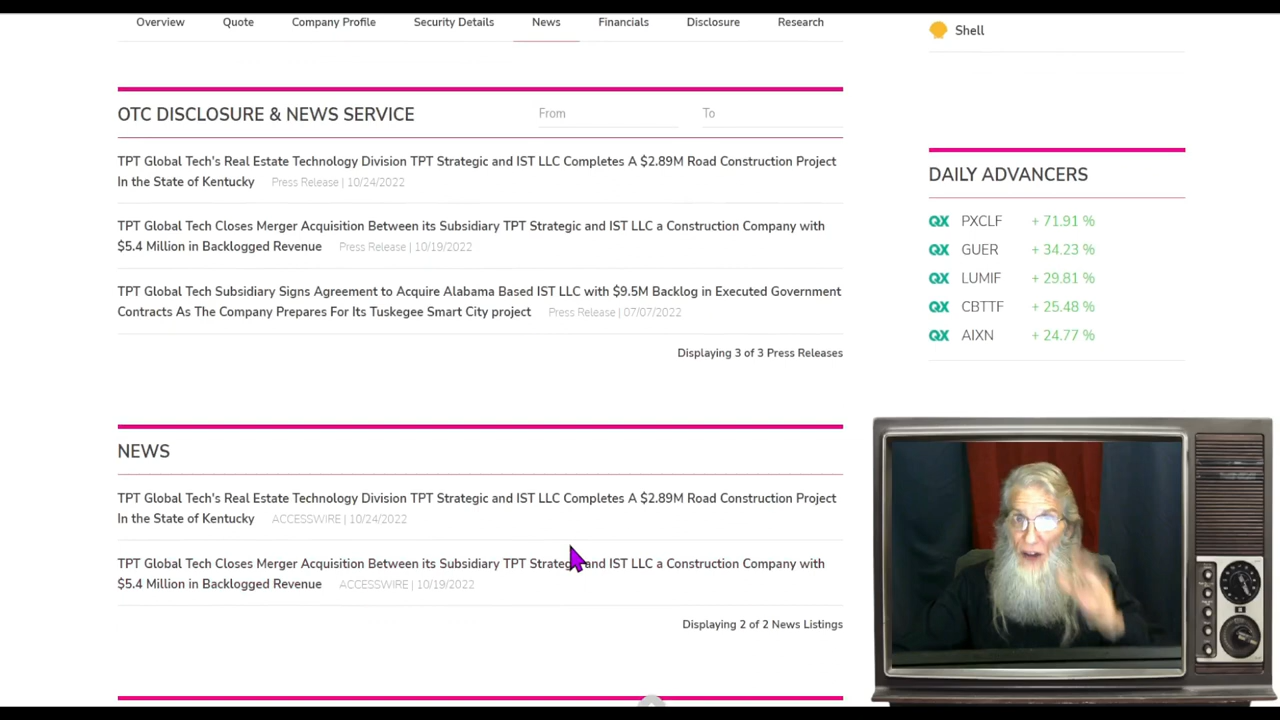 Overview Quote Company Profile Security Details News Financials Disclosure Research
Shell
OTC DISCLOSURE & NEWS SERVICE
From To
TPT Global Tech's Real Estate Technology Division TPT Strategic and IST LLC Completes A $2.89M Road Construction Project
In the State of Kentucky Press Release | 10/24/2022
TPT Global Tech Closes Merger Acquisition Between its Subsidiary TPT Strategic and IST LLC a Construction Company with
$5.4 Million in Backlogged Revenue Press Release | 10/19/2022
TPT Global Tech Subsidiary Signs Agreement to Acquire Alabama Based IST LLC with $9.5M Backlog in Executed Government
Contracts As The Company Prepares For Its Tuskegee Smart City project Press Release | 07/07/2022
Displaying 3 of 3 Press Releases
DAILY ADVANCERS
QX PXCLF + 71.91 %
QX GUER + 34.23 %
QX LUMIF + 29.81 %
QX CBTTF + 25.48 %
QX AIXN + 24.77 %
NEWS
TPT Global Tech's Real Estate Technology Division TPT Strategic and IST LLC Completes A $2.89M Road Construction Project
In the State of Kentucky ACCESSWIRE | 10/24/2022
TPT Global Tech Closes Merger Acquisition Between its Subsidiary TPT Strategic and IST LLC a Construction Company with
$5.4 Million in Backlogged Revenue ACCESSWIRE | 10/19/2022
Displaying 2 of 2 News Listings